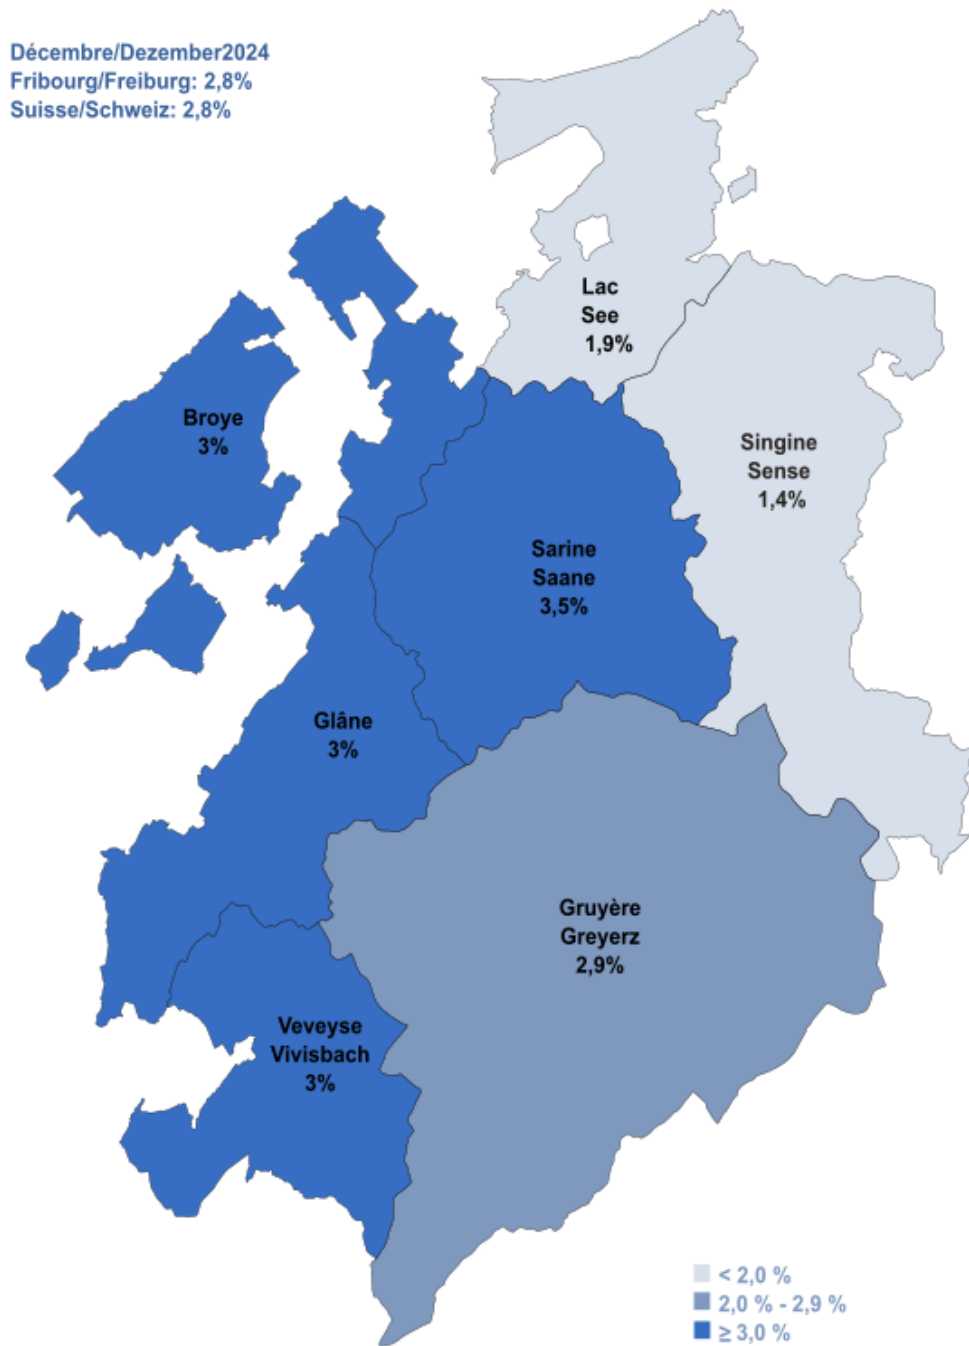 Décembre/Dezember2024
Fribourg/Freiburg: 2,8%
Suisse/Schweiz: 2,8%
Lac
See
1,9%
Broye
3%
Singine
Sense
1,4%
Sarine
Saane
3,5%
Glâne
3%
Gruyère
Greyerz
2,9%
Veveyse
Vivisbach
3%
< 2,0 %
2,0 % - 2,9 %
≥ 3,0 %